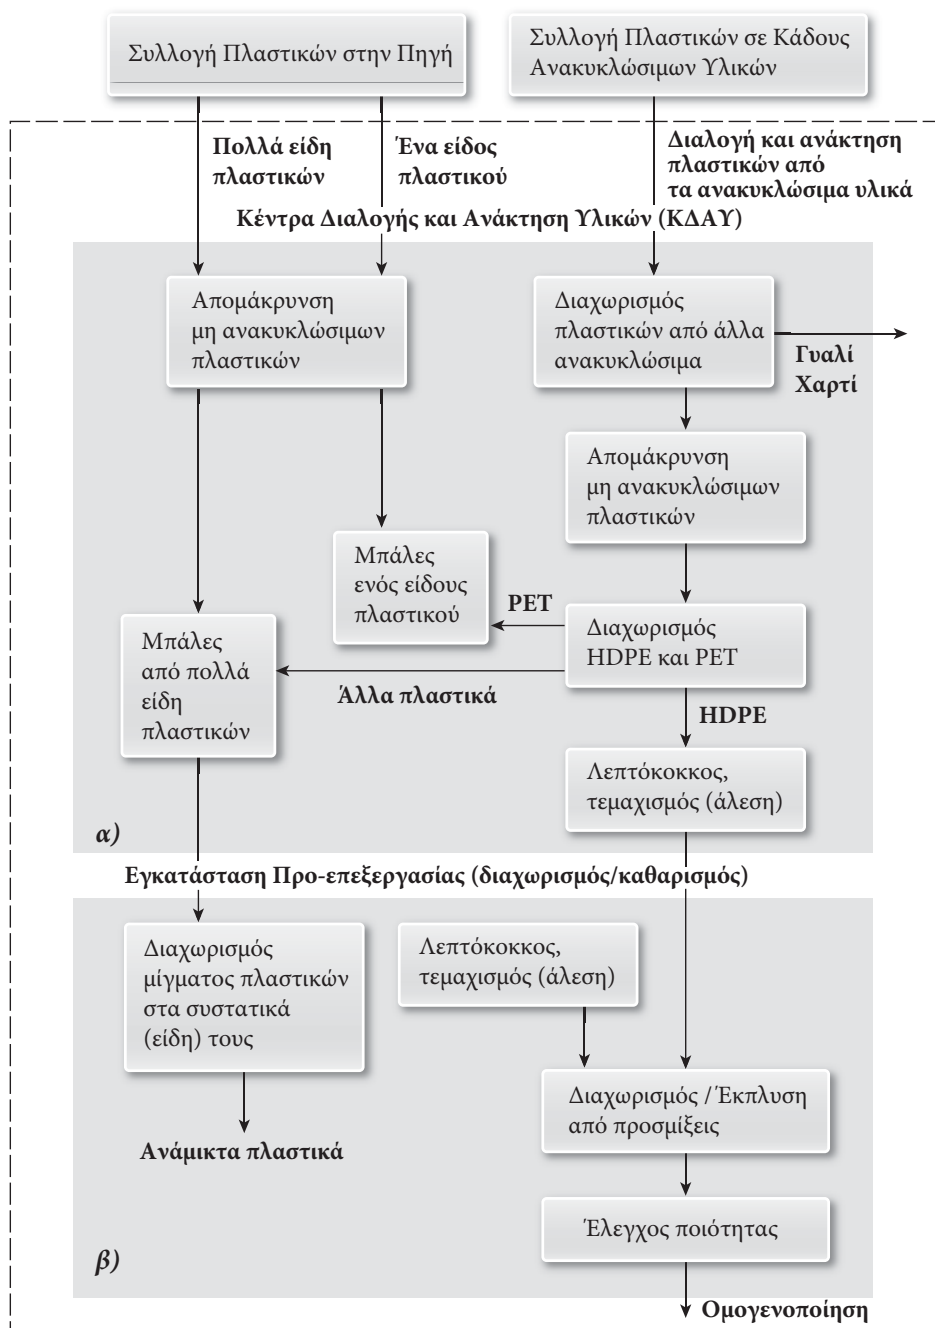 Συλλογή Πλαστικών στην Πηγή
Συλλογή Πλαστικών σε Κάδους
Ανακυκλώσιμων Υλικών
Πολλά είδη
πλαστικών
Ένα είδος
πλαστικού
Διαλογή και ανάκτηση
πλαστικών από
τα ανακυκλώσιμα υλικά
Κέντρα Διαλογής και Ανάκτηση Υλικών (ΚΔΑΥ)
Απομάκρυνση
μη ανακυκλώσιμων
πλαστικών
Διαχωρισμός
πλαστικών από άλλα
ανακυκλώσιμα
Γυαλί
Χαρτί
Απομάκρυνση
μη ανακυκλώσιμων
πλαστικών
Μπάλες
ενός είδους
πλαστικού
PET
Διαχωρισμός
HDPE και PET
Μπάλες
από πολλά
είδη
πλαστικών
Άλλα πλαστικά
HDPE
Λεπτόκοκκος,
τεμαχισμός (άλεση)
α)
Εγκατάσταση Προ-επεξεργασίας (διαχωρισμός/καθαρισμός)
Διαχωρισμός
μίγματος πλαστικών
στα συστατικά
(είδη) τους
Λεπτόκοκκος,
τεμαχισμός (άλεση)
Διαχωρισμός / Έκπλυση
από προσμίξεις
Ανάμικτα πλαστικά
Έλεγχος ποιότητας
β)
Ομογενοποίηση